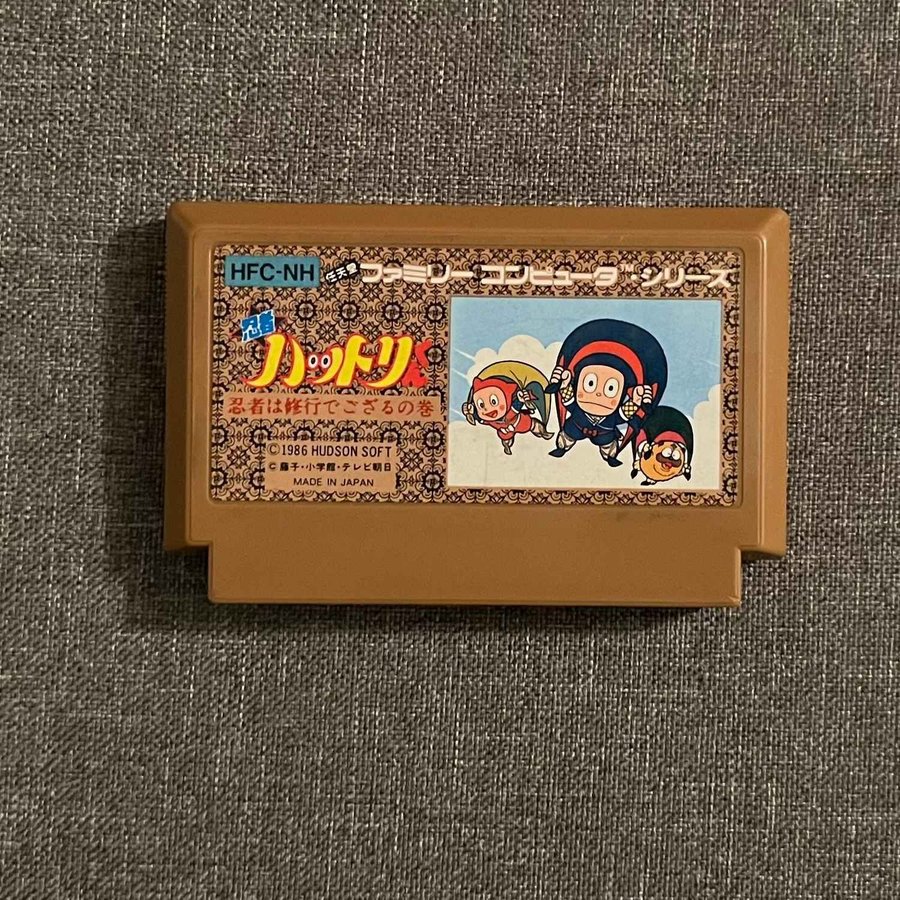 HFC-NH
任天堂 ファミリーコンピュータ™・シリーズ
忍者
ハットリくん
忍者は修行でござるの巻
©1986 HUDSON SOFT
©藤子・小学館・テレビ朝日
MADE IN JAPAN